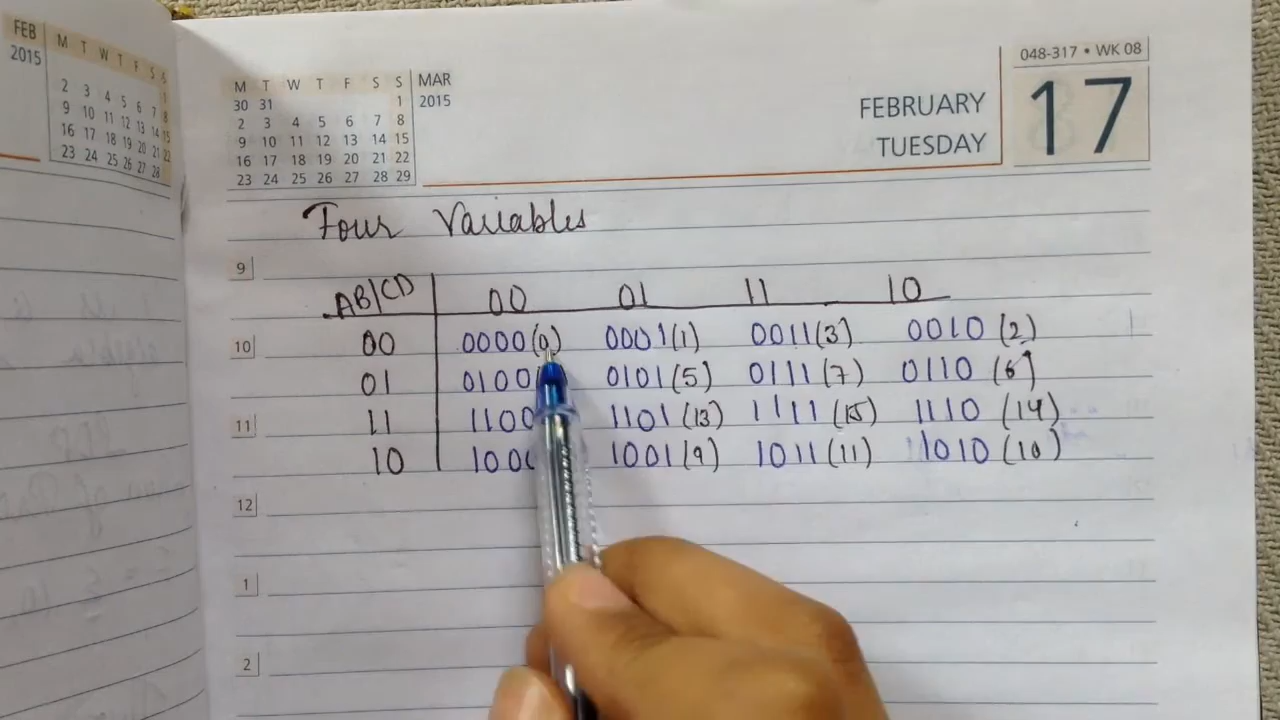 FEB
2015
M T W T F S S
1
2 3 4 5 6 7 8
9 10 11 12 13 14 15
16 17 18 19 20 21 22
23 24 25 26 27 28
M T W T F S S
30 31 1
2 3 4 5 6 7 8
9 10 11 12 13 14 15
16 17 18 19 20 21 22
23 24 25 26 27 28 29
MAR
2015
FEBRUARY
TUESDAY
048-317 • WK 08
17
Four Variables
9
AB/CD 00 01 11 10
10
00 0000(0) 0001(1) 0011(3) 0010(2)
01 0100 0101(5) 0111(7) 0110(6)
11
11 1100 1101(13) 1111(15) 1110(14)
10 100 1001(9) 1011(11) 1010(10)
12
1
2